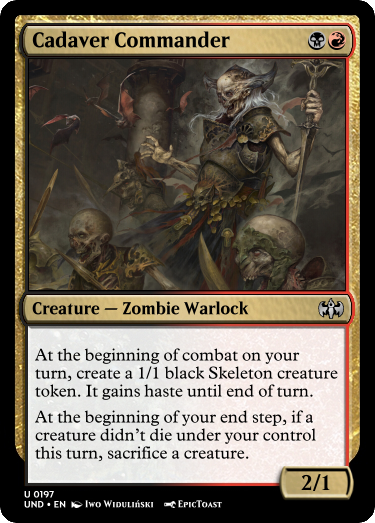 Cadaver Commander
Creature — Zombie Warlock
At the beginning of combat on your
turn, create a 1/1 black Skeleton creature
token. It gains haste until end of turn.
At the beginning of your end step, if a
creature didn't die under your control
this turn, sacrifice a creature.
2/1
U 0197
UND • EN Iwo Widuliński EpicToast